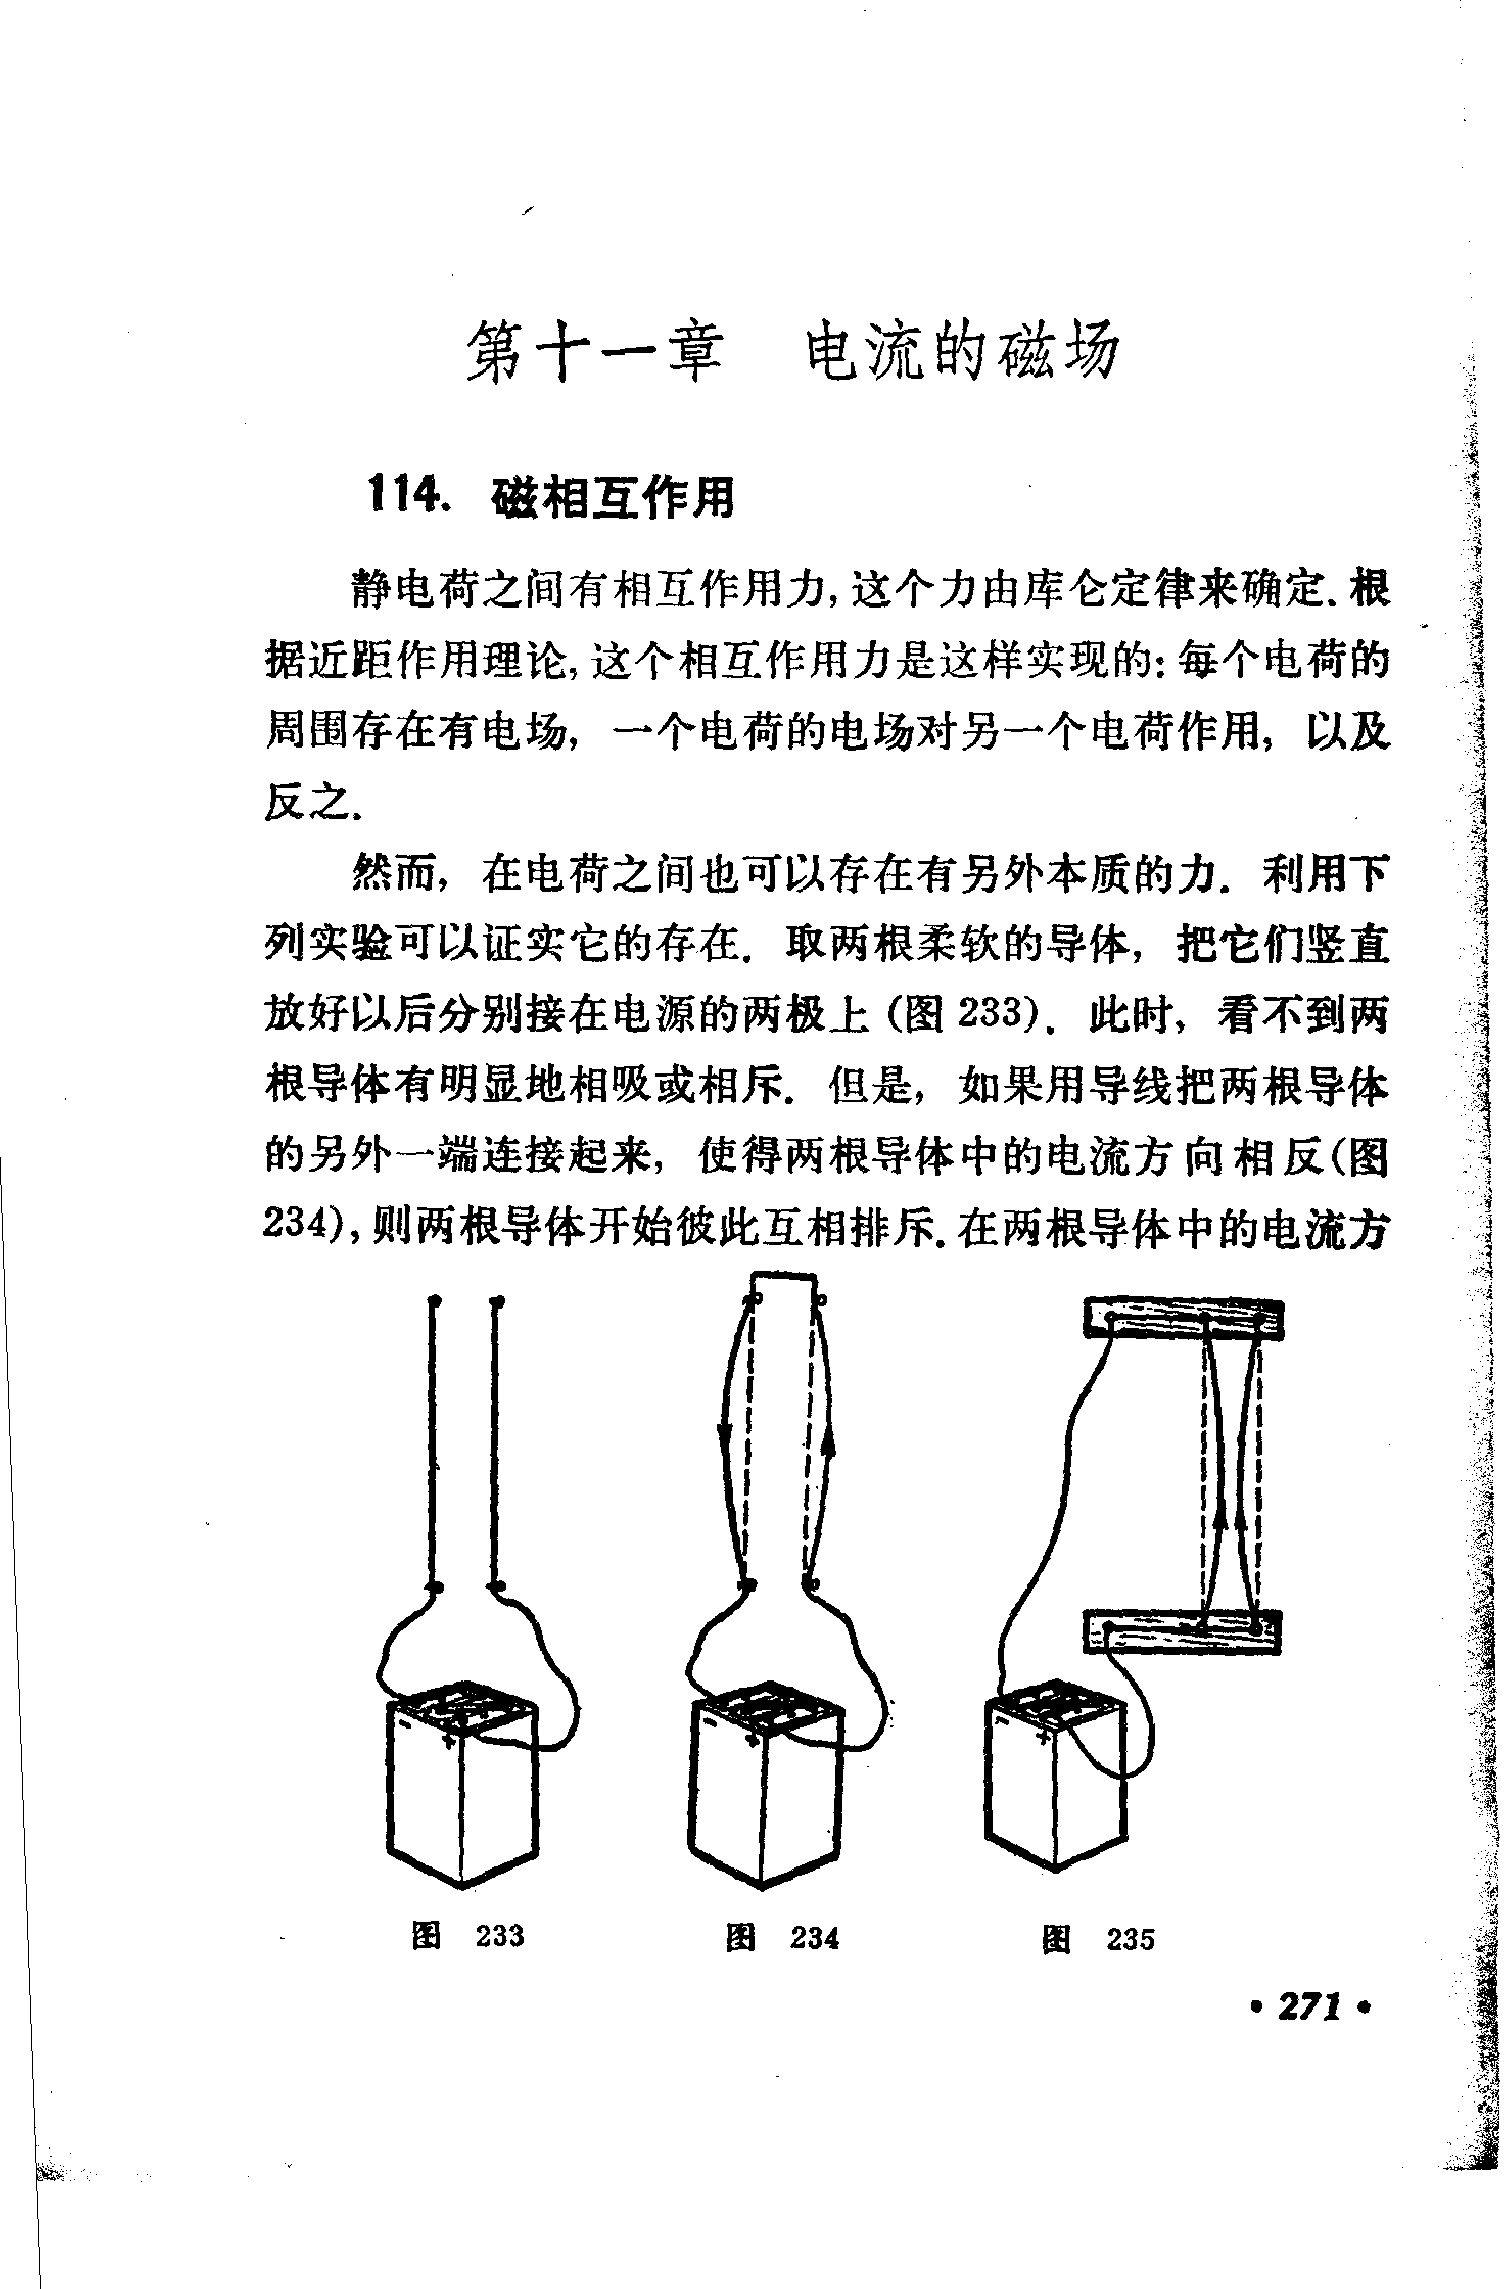 第十一章 电流的磁场
114. 磁相互作用
静电荷之间有相互作用力,这个力由库仑定律来确定.根
据近距作用理论,这个相互作用力是这样实现的:每个电荷的
周围存在有电场, 一个电荷的电场对另一个电荷作用, 以及
反之.
然而, 在电荷之间也可以存在有另外本质的力. 利用下
列实验可以证实它的存在. 取两根柔软的导体, 把它们竖直
放好以后分别接在电源的两极上 (图 233). 此时, 看不到两
根导体有明显地相吸或相斥. 但是, 如果用导线把两根导体
的另外一端连接起来, 使得两根导体中的电流方向相反(图
234),则两根导体开始彼此互相排斥.在两根导体中的电流方
- +
- +
- +
图 233
图 234
图 235
• 271 •